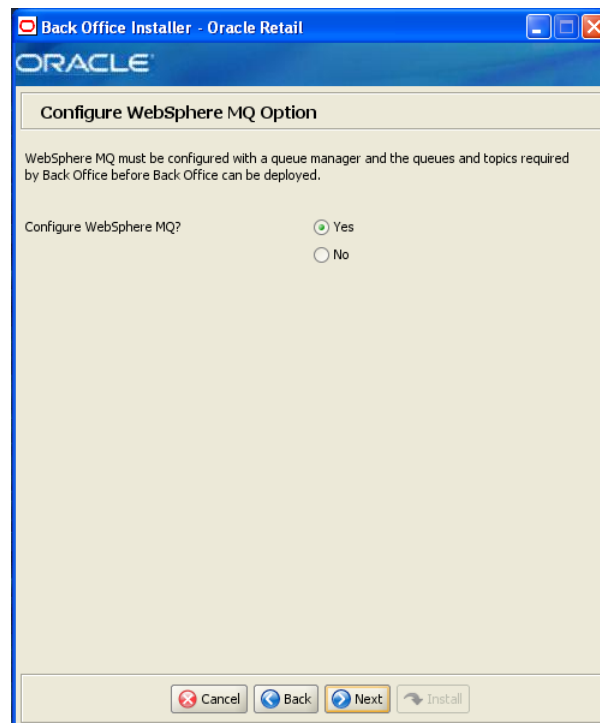 Back Office Installer - Oracle Retail
ORACLE
Configure WebSphere MQ Option
WebSphere MQ must be configured with a queue manager and the queues and topics required
by Back Office before Back Office can be deployed.
Configure WebSphere MQ?
Yes
No
Cancel
Back
Next
Install